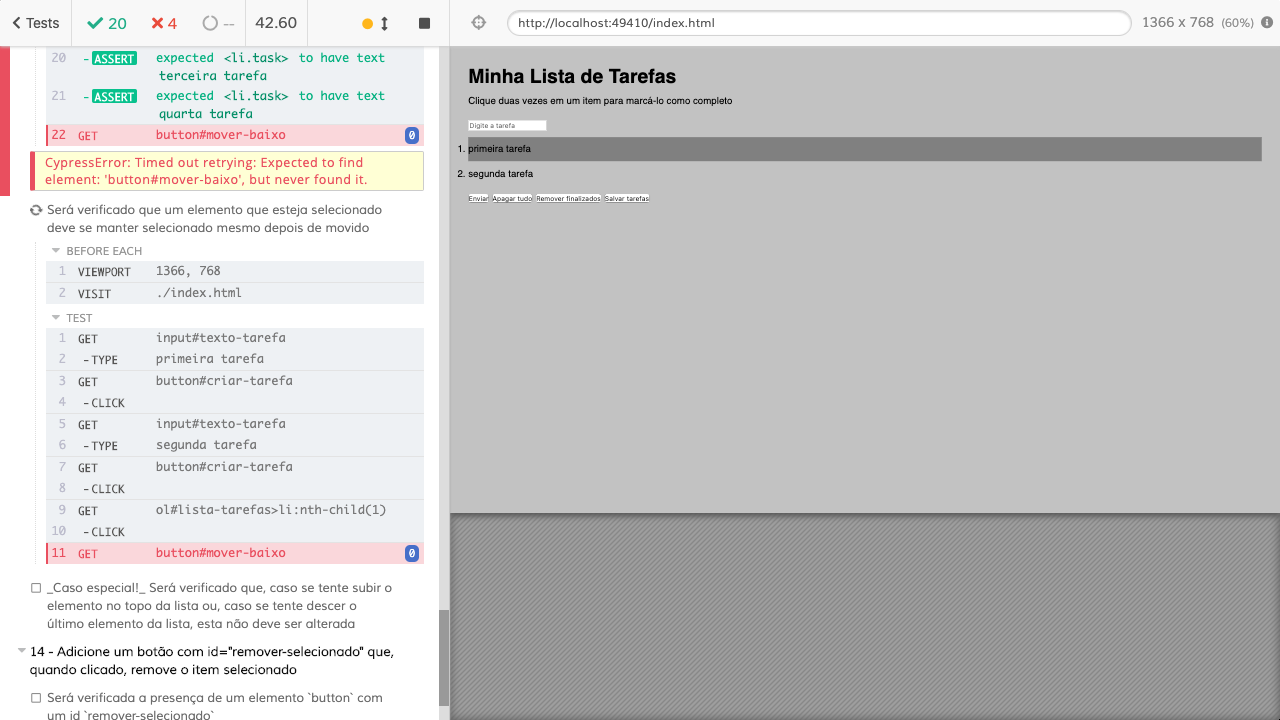 Tests 20 4 -- 42.60
http://localhost:49410/index.html 1366 x 768 (60%)
20 -ASSERT expected <li.task> to have text
terceira tarefa
21 -ASSERT expected <li.task> to have text
quarta tarefa
22 GET button#mover-baixo 0
CypressError: Timed out retrying: Expected to find
element: 'button#mover-baixo', but never found it.
Será verificado que um elemento que esteja selecionado
deve se manter selecionado mesmo depois de movido
BEFORE EACH
1 VIEWPORT 1366, 768
2 VISIT ./index.html
TEST
1 GET input#texto-tarefa
2 -TYPE primeira tarefa
3 GET button#criar-tarefa
4 -CLICK
5 GET input#texto-tarefa
6 -TYPE segunda tarefa
7 GET button#criar-tarefa
8 -CLICK
9 GET ol#lista-tarefas>li:nth-child(1)
10 -CLICK
11 GET button#mover-baixo 0
_Caso especial!_ Será verificado que, caso se tente subir o
elemento no topo da lista ou, caso se tente descer o
último elemento da lista, esta não deve ser alterada
14 - Adicione um botão com id="remover-selecionado" que,
quando clicado, remove o item selecionado
Será verificada a presença de um elemento `button` com
um id `remover-selecionado`
Minha Lista de Tarefas
Clique duas vezes em um item para marcá-lo como completo
Digite a tarefa
1. primeira tarefa
2. segunda tarefa
Enviar Apagar tudo Remover finalizados Salvar tarefas